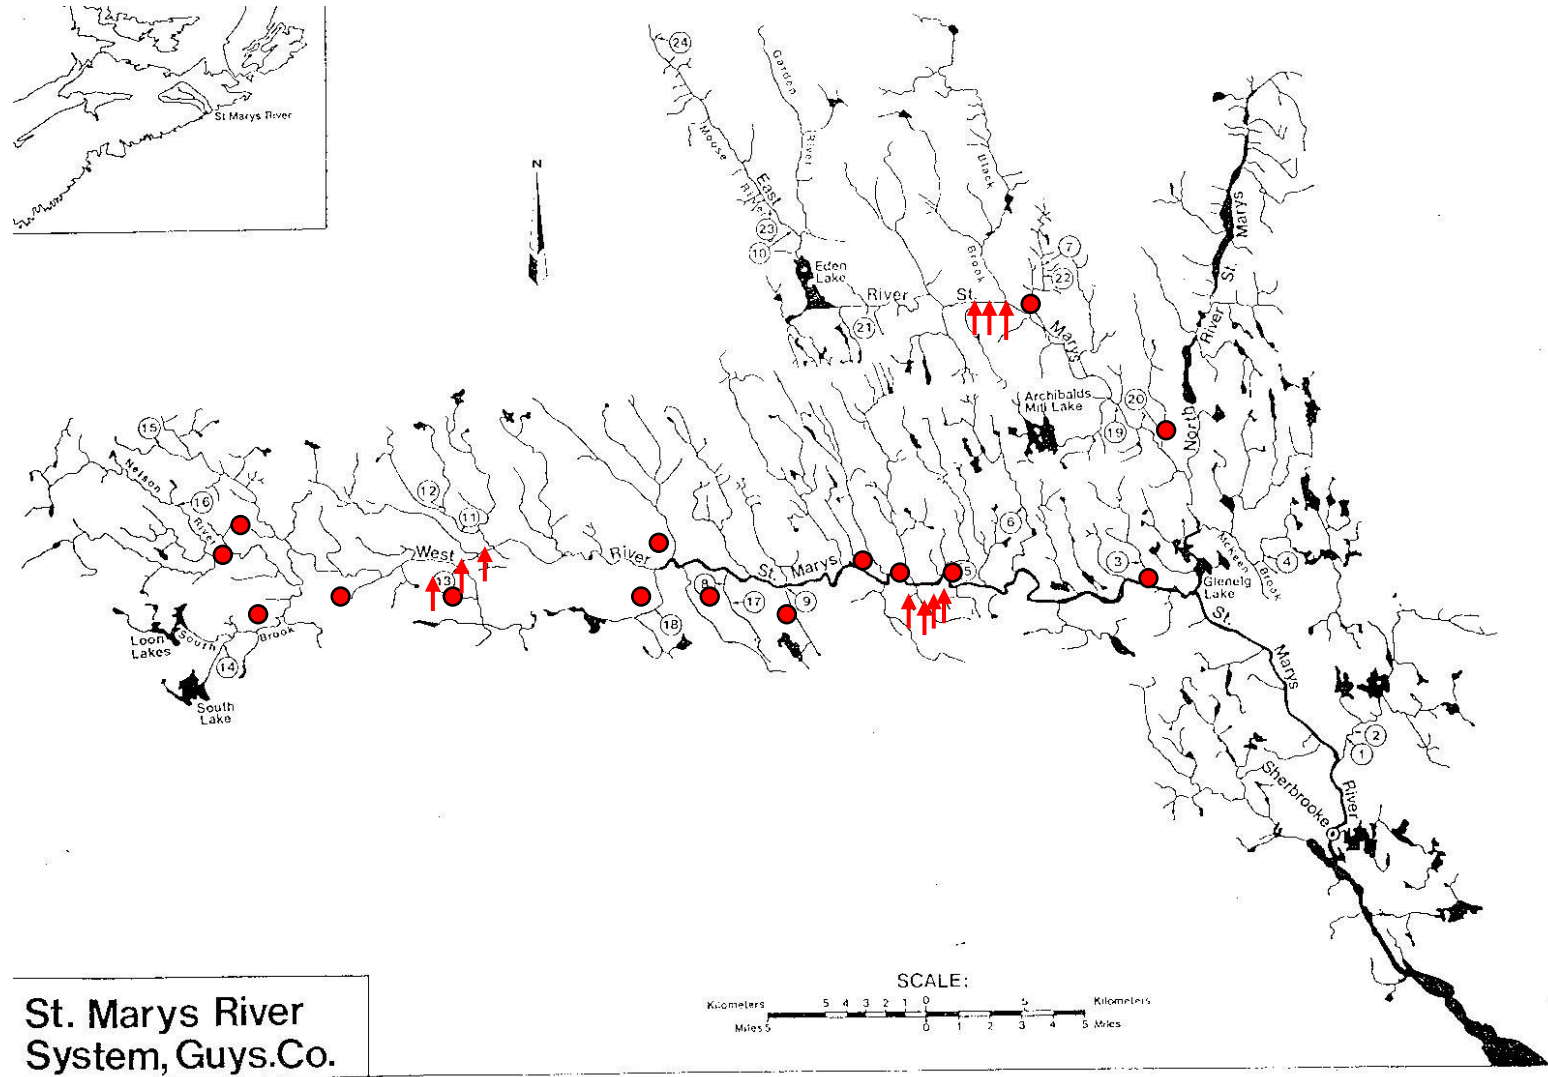 St Marys River
N
24
Garden
River
Moose
River
East
23
10
Eden
Lake
River
St.
Marys
21
Black
Brook
7
22
Marys
St.
River
North
Archibalds
Mill Lake
20
19
15
Nelson
River
16
12
11
West
River
St.
Marys
13
8
17
9
18
5
6
3
4
McKeen
Brook
Glenelg
Lake
Loon
Lakes
South
Brook
14
South
Lake
St.
Marys
River
2
1
Sherbrooke
SCALE:
Kilometers 5 4 3 2 1 0 5 Kilometers
Miles 5 0 1 2 3 4 5 Miles
St. Marys River
System, Guys.Co.